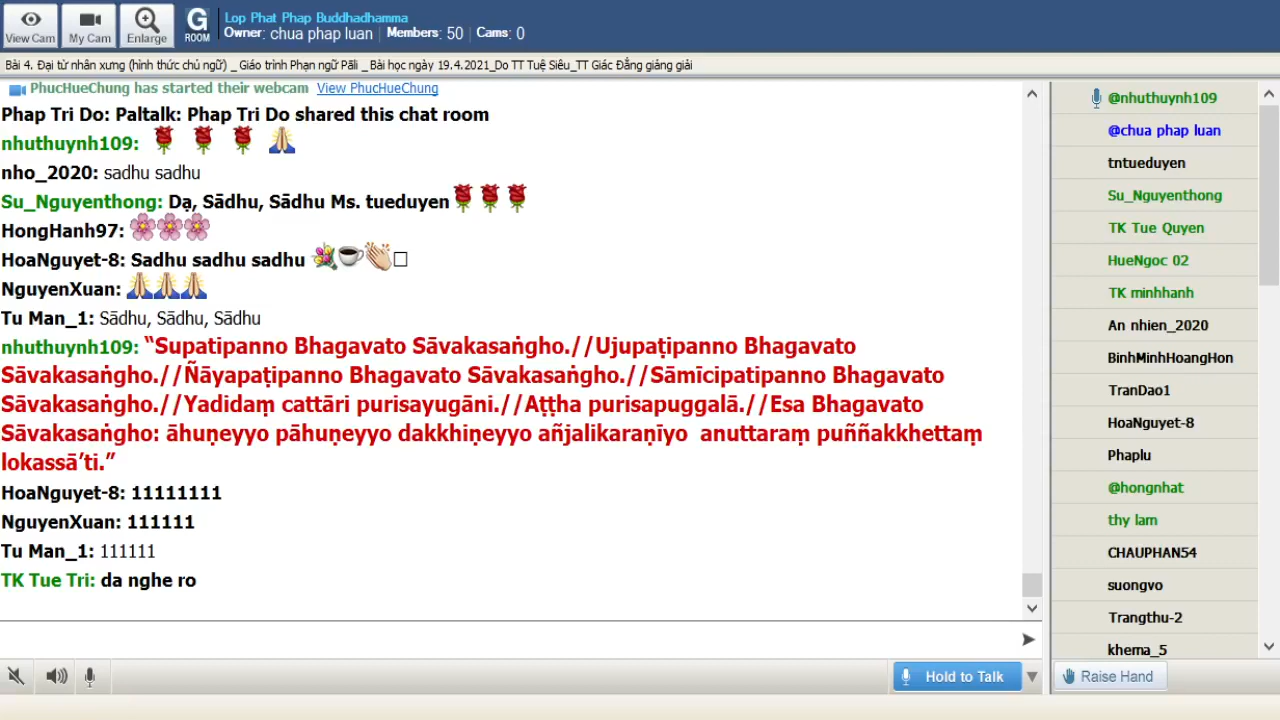 View Cam
My Cam
Enlarge
G
ROOM
Lop Phat Phap Buddhadhamma
Owner: chua phap luan Members: 50 Cams: 0
Bài 4. Đại từ nhân xưng (hình thức chủ ngữ) _Giáo trình Phạn ngữ Pāli _Bài học ngày 19.4.2021_Do TT Tuệ Siêu_TT Giác Đẳng giảng giải
PhucHueChung has started their webcam View PhucHueChung
Phap Tri Do: Paltalk: Phap Tri Do shared this chat room
nhuthuynh109:
nho_2020: sadhu sadhu
Su_Nguyenthong: Dạ, Sādhu, Sādhu Ms. tueduyen
HongHanh97:
HoaNguyet-8: Sadhu sadhu sadhu
NguyenXuan:
Tu Man_1: Sādhu, Sādhu, Sādhu
nhuthuynh109: “Supatipanno Bhagavato Sāvakasaṅgho.//Ujupaṭipanno Bhagavato
Sāvakasaṅgho.//Ñāyapaṭipanno Bhagavato Sāvakasaṅgho.//Sāmīcipatipanno Bhagavato
Sāvakasaṅgho.//Yadidaṃ cattāri purisayugāni.//Aṭṭha purisapuggalā.//Esa Bhagavato
Sāvakasaṅgho: āhuṇeyyo pāhuṇeyyo dakkhiṇeyyo añjalikaraṇīyo anuttaraṃ puññakkhettaṃ
lokassā’ti.”
HoaNguyet-8: 11111111
NguyenXuan: 111111
Tu Man_1: 111111
TK Tue Tri: da nghe ro
@nhuthuynh109
@chua phap luan
tntueduyen
Su_Nguyenthong
TK Tue Quyen
HueNgoc 02
TK minhhanh
An nhien_2020
BinhMinhHoangHon
TranDao1
HoaNguyet-8
Phaplu
@hongnhat
thy lam
CHAUPHAN54
suongvo
Trangthu-2
khema_5
Hold to Talk
Raise Hand